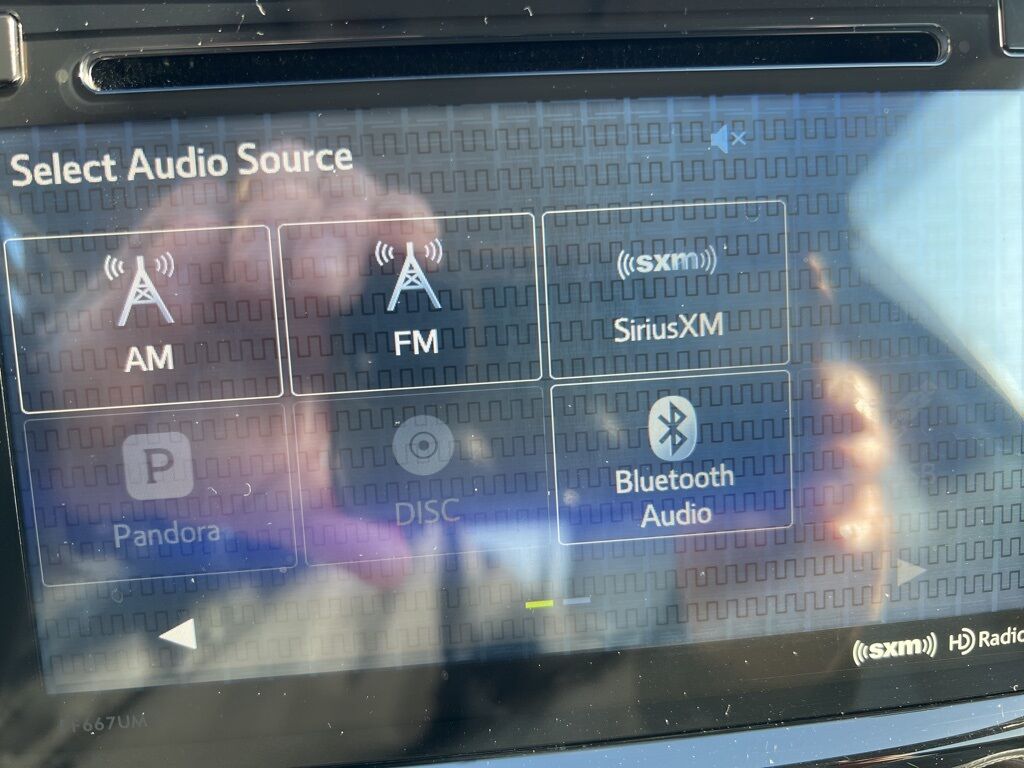 Select Audio Source
AM
FM
sxm
SiriusXM
P
Pandora
DISC
Bluetooth
Audio
sxm HD Radio